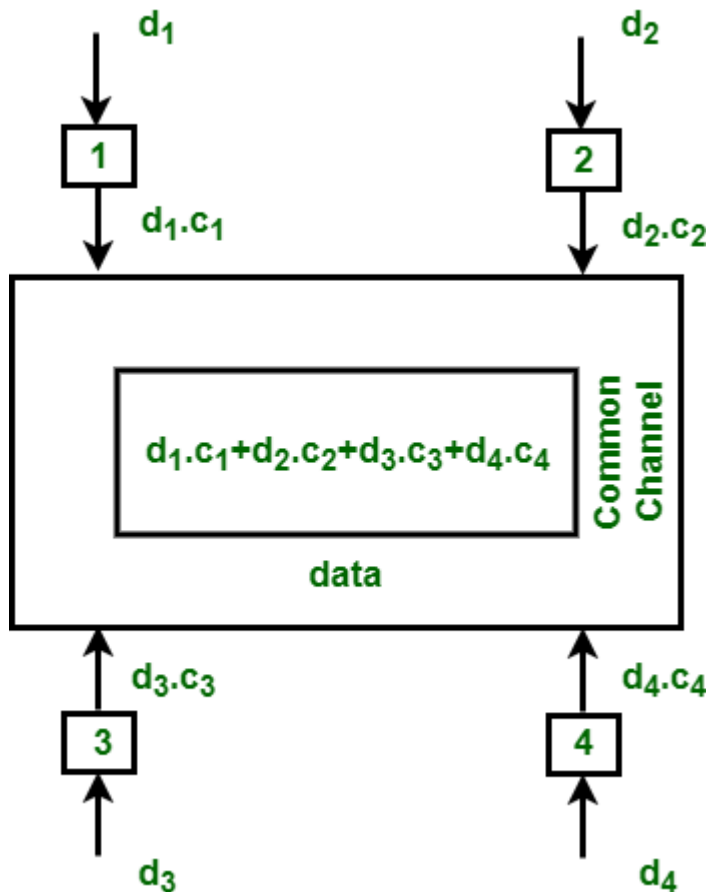 d₁ d₂
1 2
d₁.c₁ d₂.c₂
d₁.c₁+d₂.c₂+d₃.c₃+d₄.c₄
Common
Channel
data
d₃.c₃ d₄.c₄
3 4
d₃ d₄